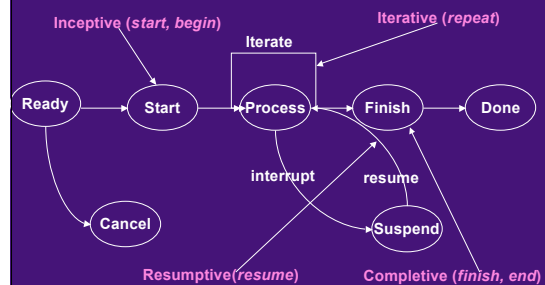 Inceptive (start, begin)
Iterative (repeat)
Iterate
Ready
Start
Process
Finish
Done
interrupt
resume
Cancel
Suspend
Resumptive(resume)
Completive (finish, end)